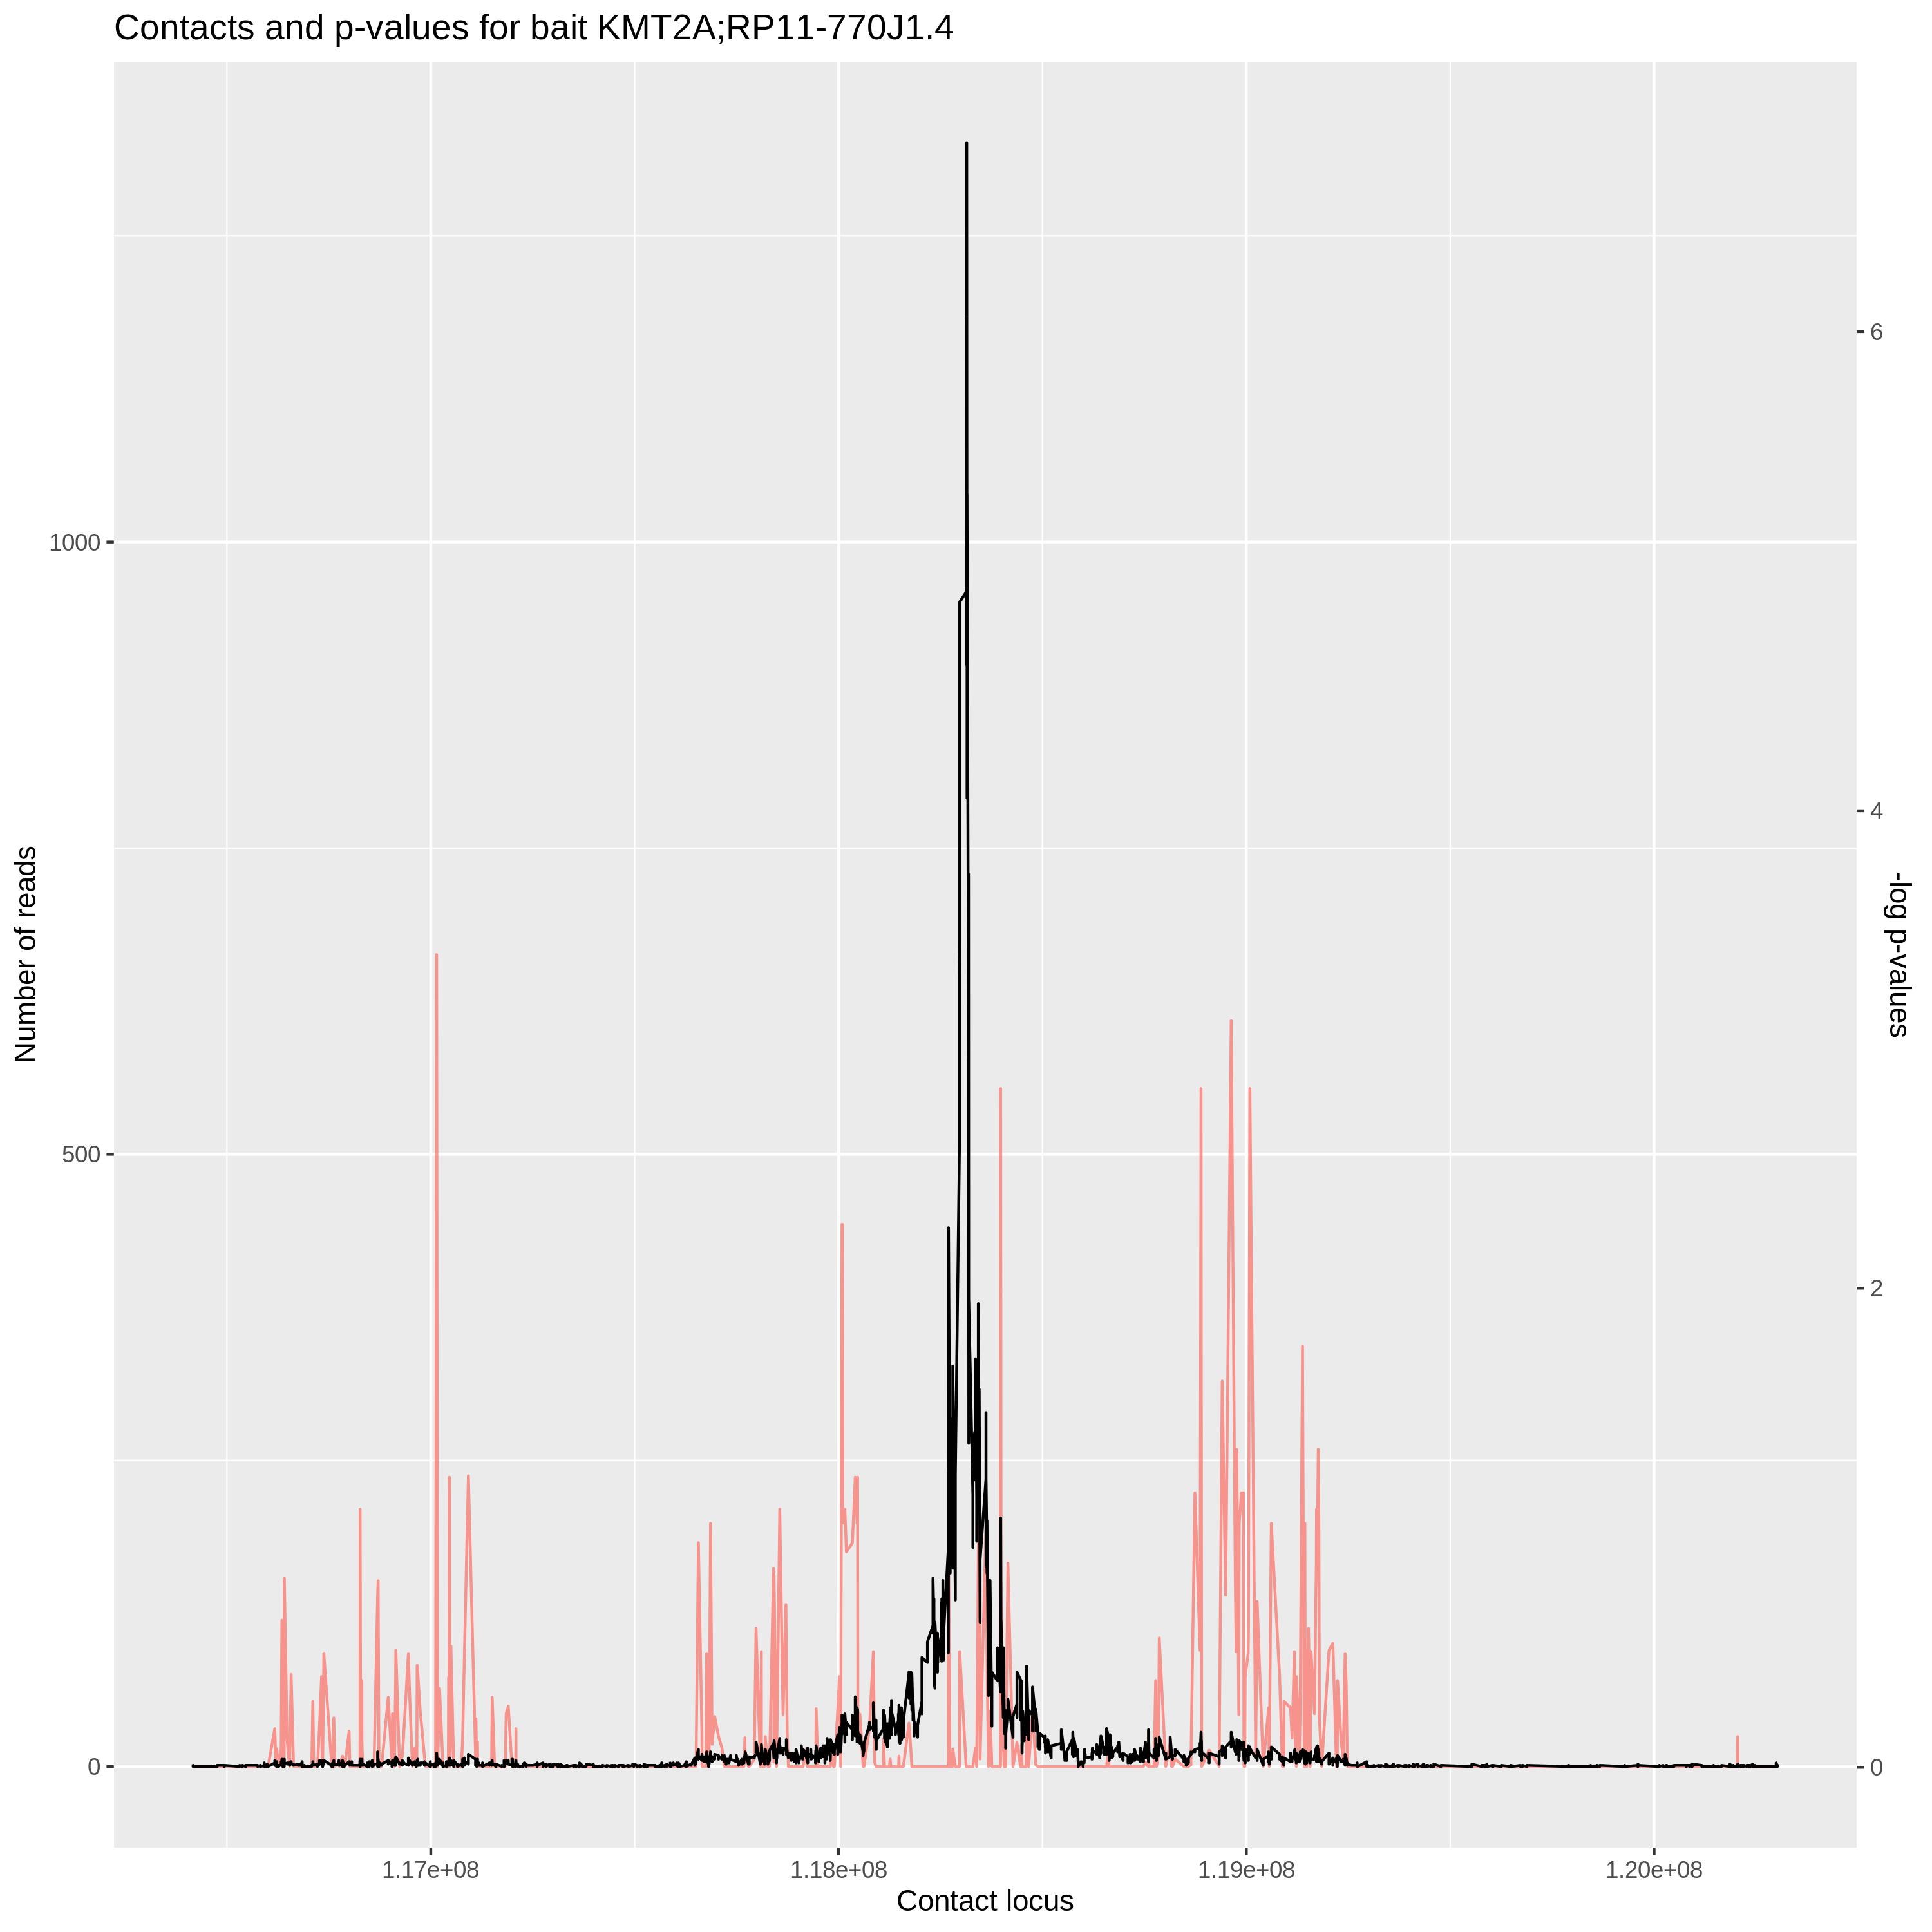 Contacts and p-values for bait KMT2A;RP11-770J1.4
Number of reads
1000
500
0
6
4
2
0
-log p-values
1.17e+08
1.18e+08
1.19e+08
1.20e+08
Contact locus